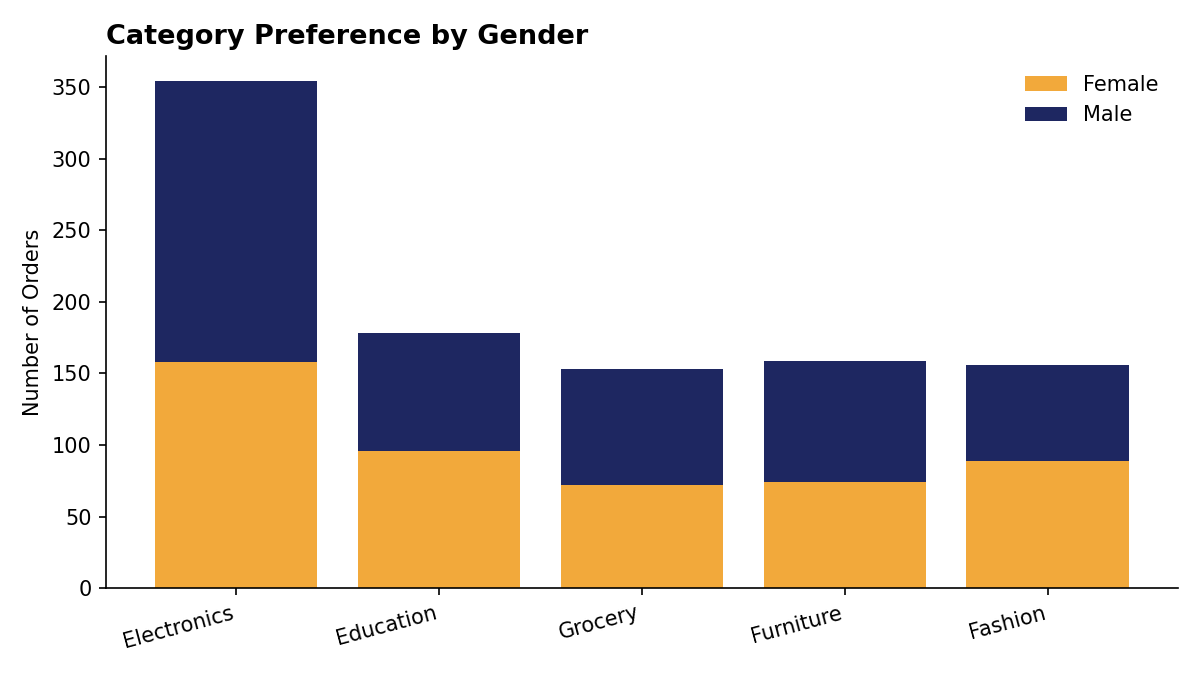 Category Preference by Gender
Female
Male
Number of Orders
350
300
250
200
150
100
50
0
Electronics
Education
Grocery
Furniture
Fashion